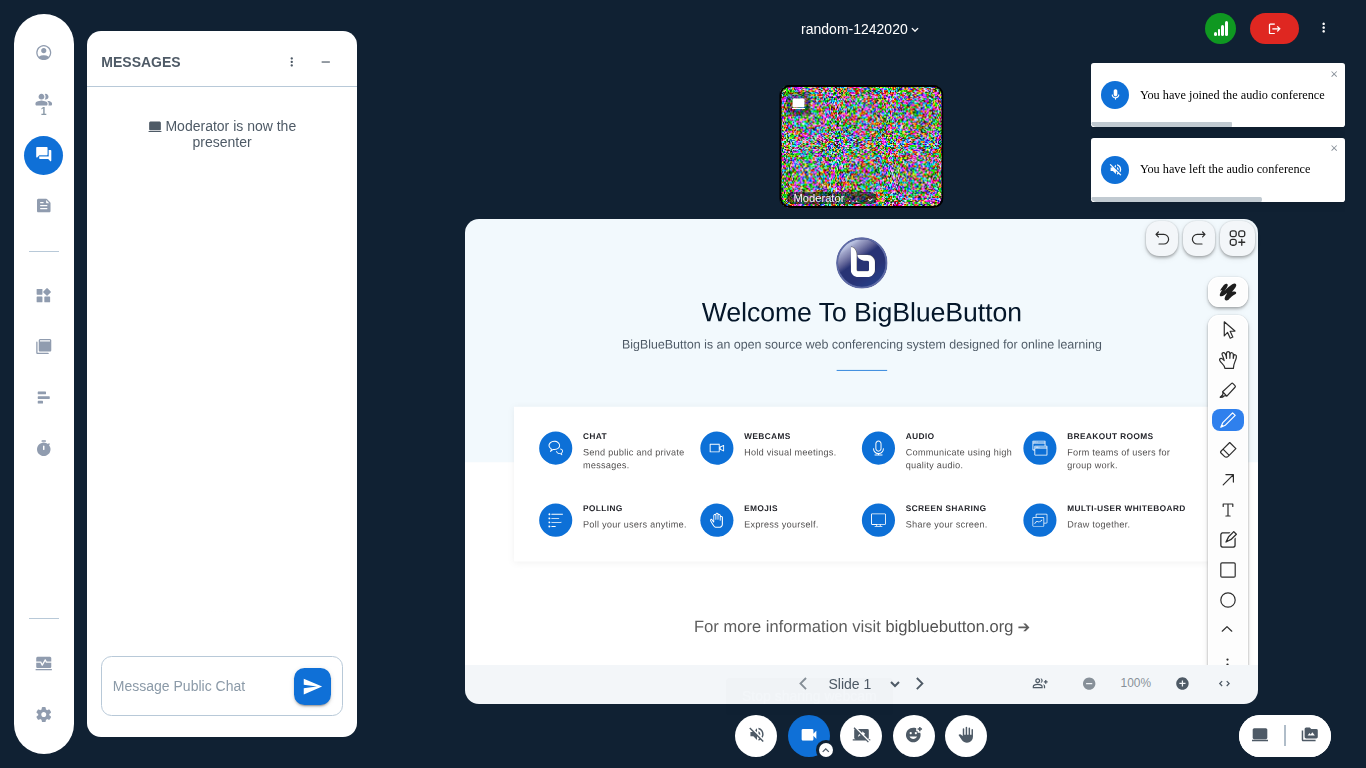 random-1242020
MESSAGES
1
Moderator is now the
presenter
Message Public Chat
Moderator ...
You have joined the audio conference
You have left the audio conference
Welcome To BigBlueButton
BigBlueButton is an open source web conferencing system designed for online learning
CHAT
Send public and private
messages.
WEBCAMS
Hold visual meetings.
AUDIO
Communicate using high
quality audio.
BREAKOUT ROOMS
Form teams of users for
group work.
POLLING
Poll your users anytime.
EMOJIS
Express yourself.
SCREEN SHARING
Share your screen.
MULTI-USER WHITEBOARD
Draw together.
For more information visit bigbluebutton.org →
Slide 1
100%